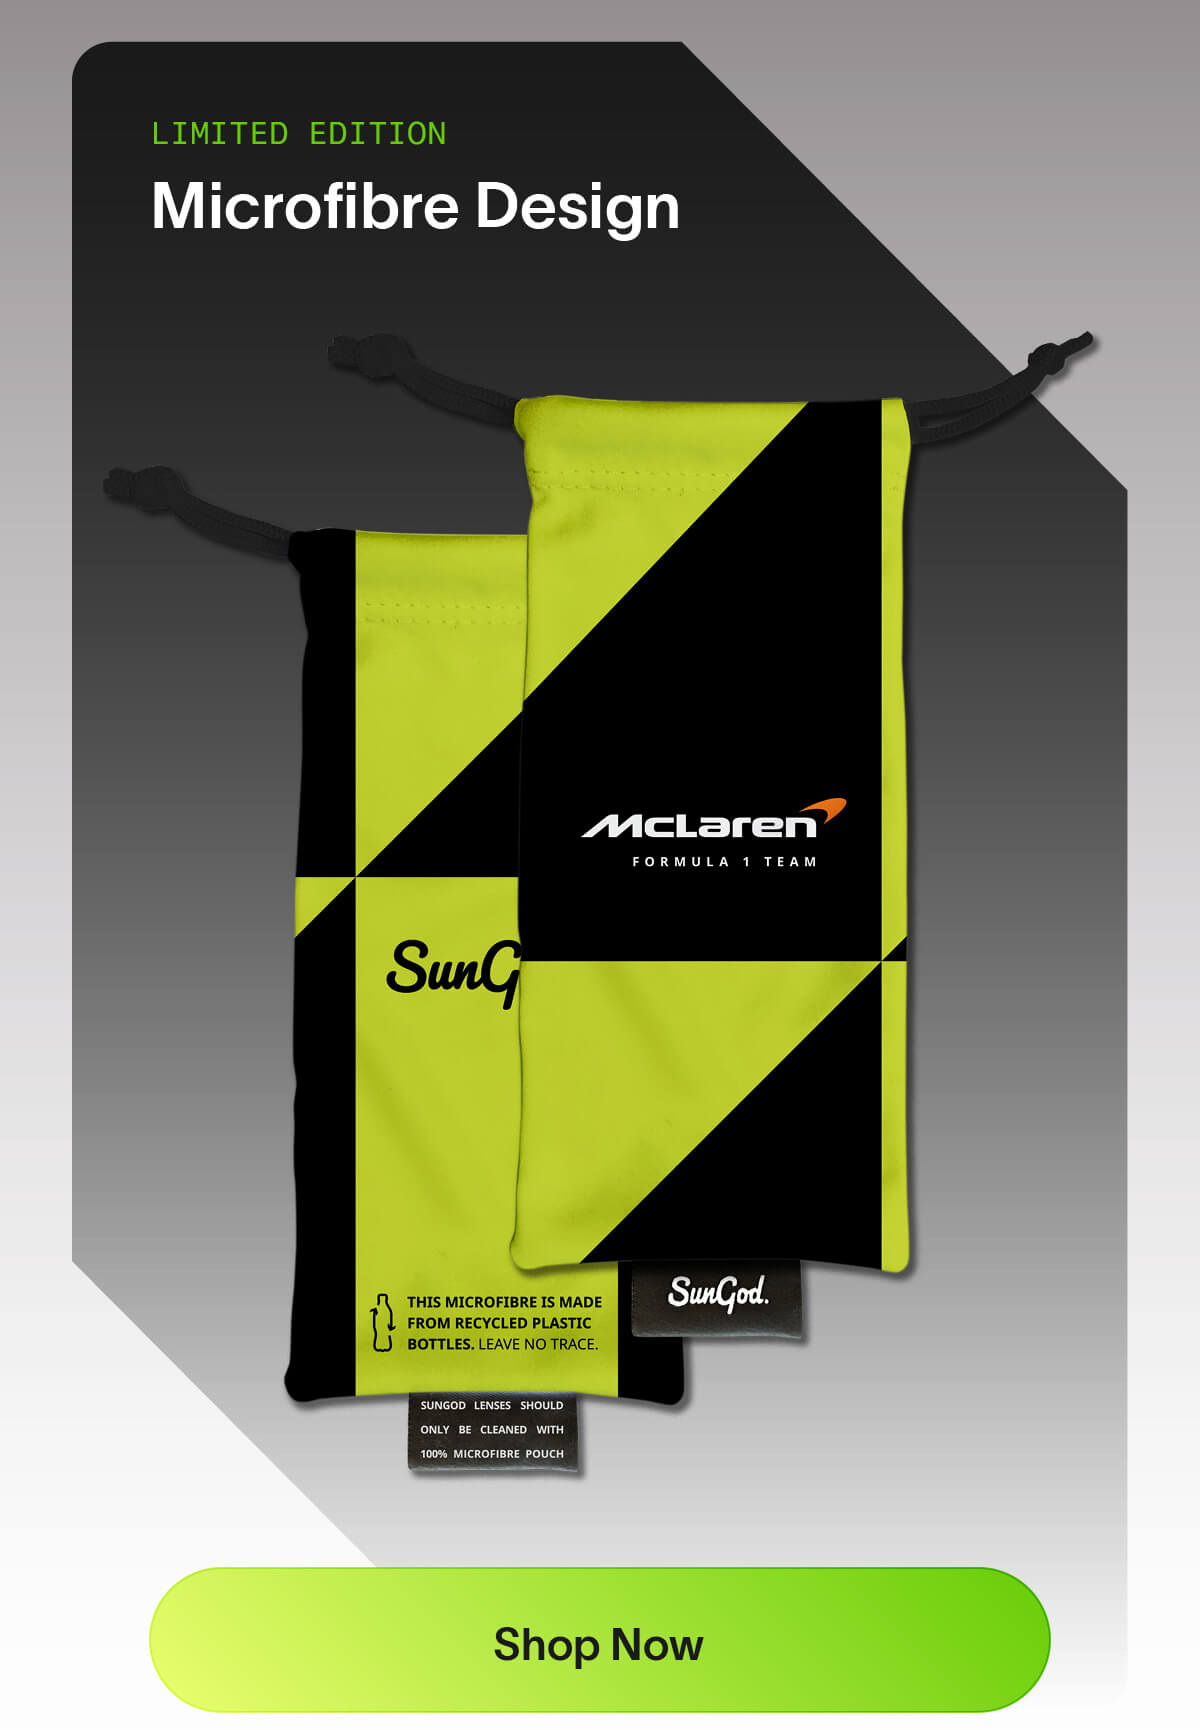 LIMITED EDITION
Microfibre Design
McLaren
FORMULA 1 TEAM
SunG
THIS MICROFIBRE IS MADE
FROM RECYCLED PLASTIC
BOTTLES. LEAVE NO TRACE.
SunGod.
SUNGOD LENSES SHOULD
ONLY BE CLEANED WITH
100% MICROFIBRE POUCH
Shop Now